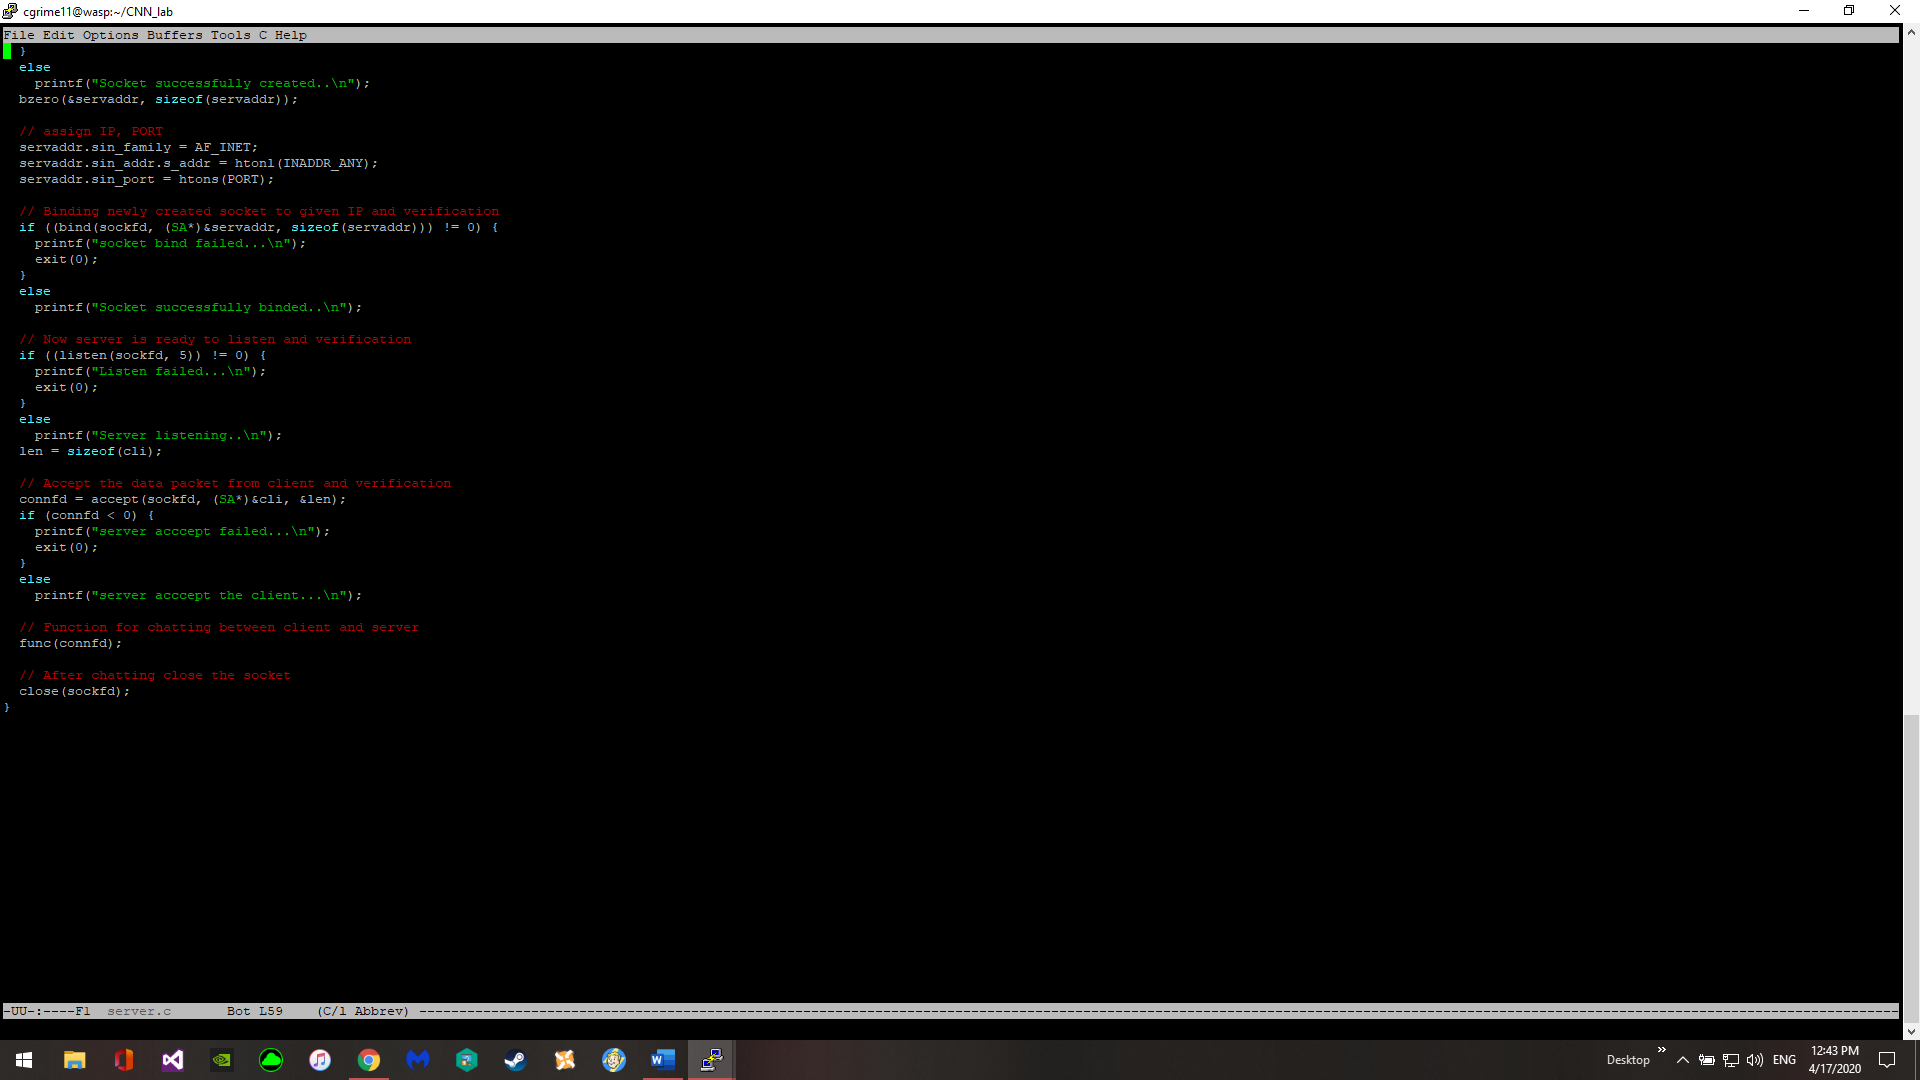 cgrime11@wasp:~/CNN_lab
File Edit Options Buffers Tools C Help
  }
  else
    printf("Socket successfully created..\n");
  bzero(&servaddr, sizeof(servaddr));

  // assign IP, PORT
  servaddr.sin_family = AF_INET;
  servaddr.sin_addr.s_addr = htonl(INADDR_ANY);
  servaddr.sin_port = htons(PORT);

  // Binding newly created socket to given IP and verification
  if ((bind(sockfd, (SA*)&servaddr, sizeof(servaddr))) != 0) {
    printf("socket bind failed...\n");
    exit(0);
  }
  else
    printf("Socket successfully binded..\n");

  // Now server is ready to listen and verification
  if ((listen(sockfd, 5)) != 0) {
    printf("Listen failed...\n");
    exit(0);
  }
  else
    printf("Server listening..\n");
  len = sizeof(cli);

  // Accept the data packet from client and verification
  connfd = accept(sockfd, (SA*)&cli, &len);
  if (connfd < 0) {
    printf("server acccept failed...\n");
    exit(0);
  }
  else
    printf("server acccept the client...\n");

  // Function for chatting between client and server
  func(connfd);

  // After chatting close the socket
  close(sockfd);
}
-UU-:----F1  server.c       Bot L59    (C/l Abbrev) ----------------------------------------
Desktop
ENG
12:43 PM
4/17/2020